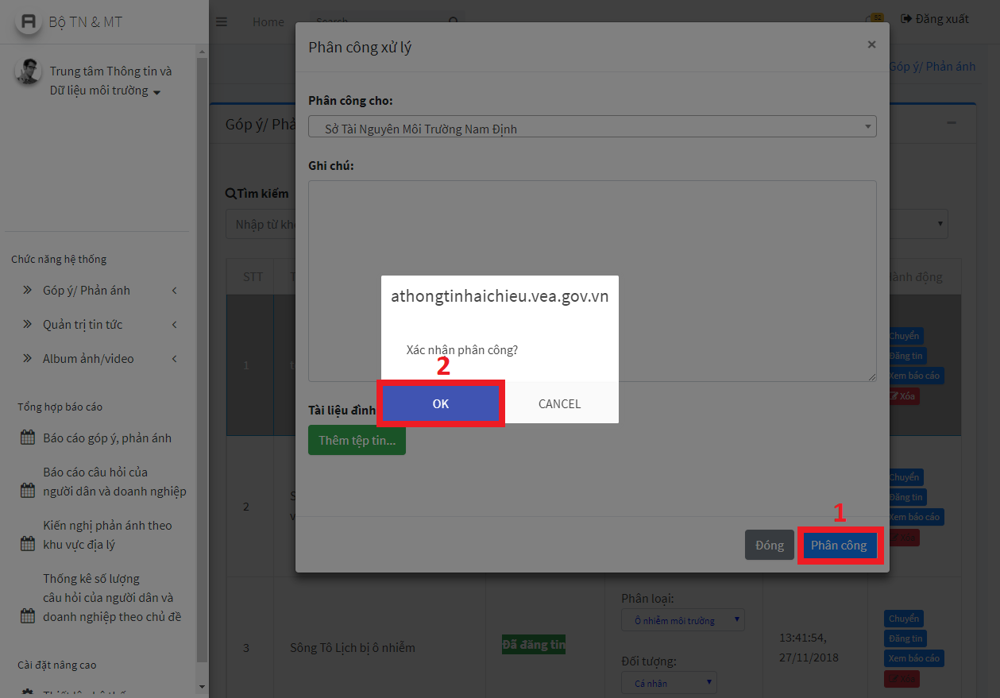 Bộ TN & MT
Home
Search
Đăng xuất
Trung tâm Thông tin và
Dữ liệu môi trường
Chức năng hệ thống
Góp ý/ Phản ánh
Quản trị tin tức
Album ảnh/video
Tổng hợp báo cáo
Báo cáo góp ý, phản ánh
Báo cáo câu hỏi của
người dân và doanh nghiệp
Kiến nghị phản ánh theo
khu vực địa lý
Thống kê số lượng
câu hỏi của người dân và
doanh nghiệp theo chủ đề
Cài đặt nâng cao
Góp ý/ Phản ánh
Góp ý/
Tìm kiếm
Nhập từ
STT
động
1
Chuyển
Đăng tin
Xem báo cáo
Xóa
2
Chuyển
Đăng tin
Xem báo cáo
Xóa
3
Sông Tô Lịch bị ô nhiễm
Đã đăng tin
Phân loại:
Ô nhiễm môi trường
Đối tượng:
Cá nhân
13:41:54,
27/11/2018
Chuyển
Đăng tin
Xem báo cáo
Xóa
Phân công xử lý
×
Phân công cho:
Sở Tài Nguyên Môi Trường Nam Định
Ghi chú:
Tài liệu đình
Thêm tệp tin...
1
Đóng
Phân công
athongtinhaichieu.vea.gov.vn
Xác nhận phân công?
2
OK
CANCEL